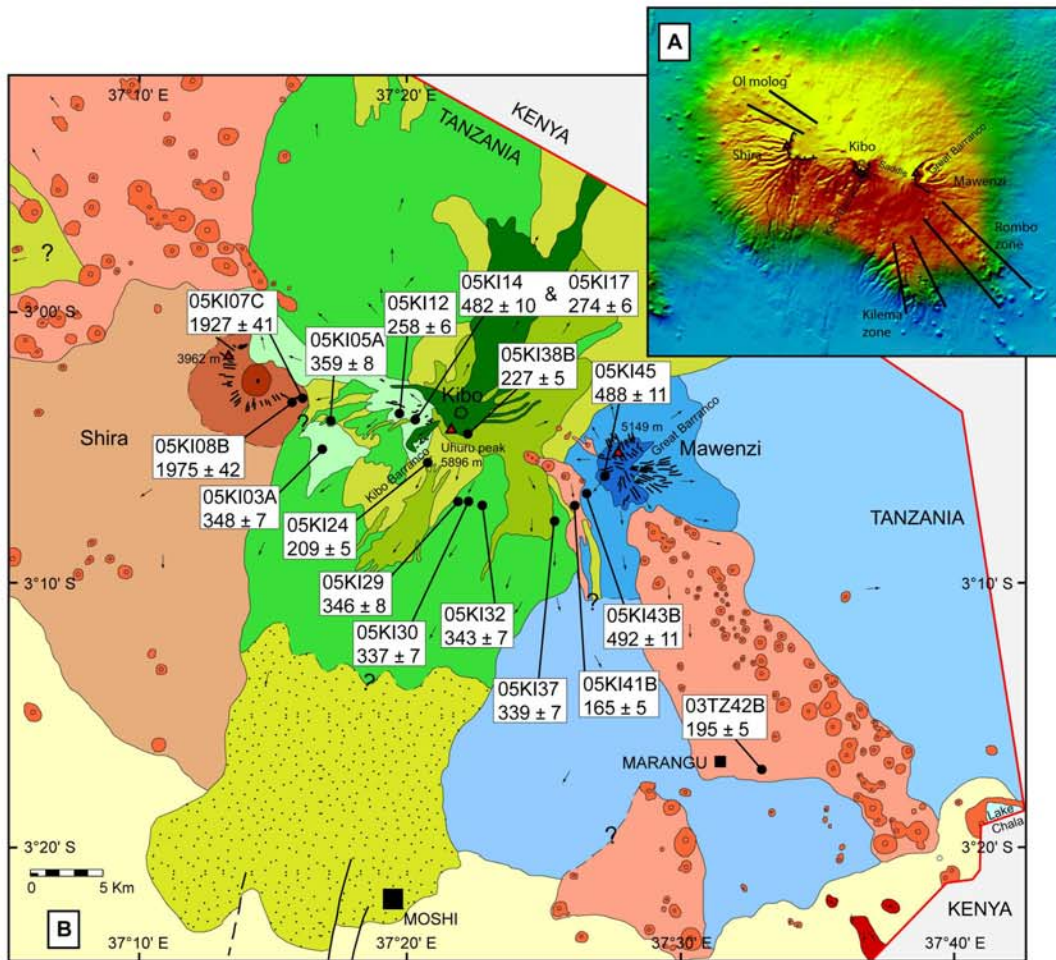 A
Ol molog
Shira
Kibo
Saddle
Great Barranco
Mawenzi
Rombo
zone
Kilema
zone
37°10' E
37°20' E
KENYA
TANZANIA
?
3°00' S
05KI07C
1927 ± 41
05KI05A
359 ± 8
05KI12
258 ± 6
05KI14 & 05KI17
482 ± 10 274 ± 6
05KI38B
227 ± 5
05KI45
488 ± 11
3962 m
Kibo
Uhuru peak
5896 m
5149 m
Great Barranco
Mawenzi
Shira
?
05KI08B
1975 ± 42
05KI03A
348 ± 7
Kibo Barranco
05KI24
209 ± 5
TANZANIA
3°10' S
3°10' S
05KI29
346 ± 8
05KI30
337 ± 7
05KI32
343 ± 7
05KI37
339 ± 7
?
05KI43B
492 ± 11
05KI41B
165 ± 5
03TZ42B
195 ± 5
?
MARANGU
Lake
Chala
3°20' S
3°20' S
?
0 5 Km
B
MOSHI
KENYA
37°10' E
37°20' E
37°30' E
37°40' E